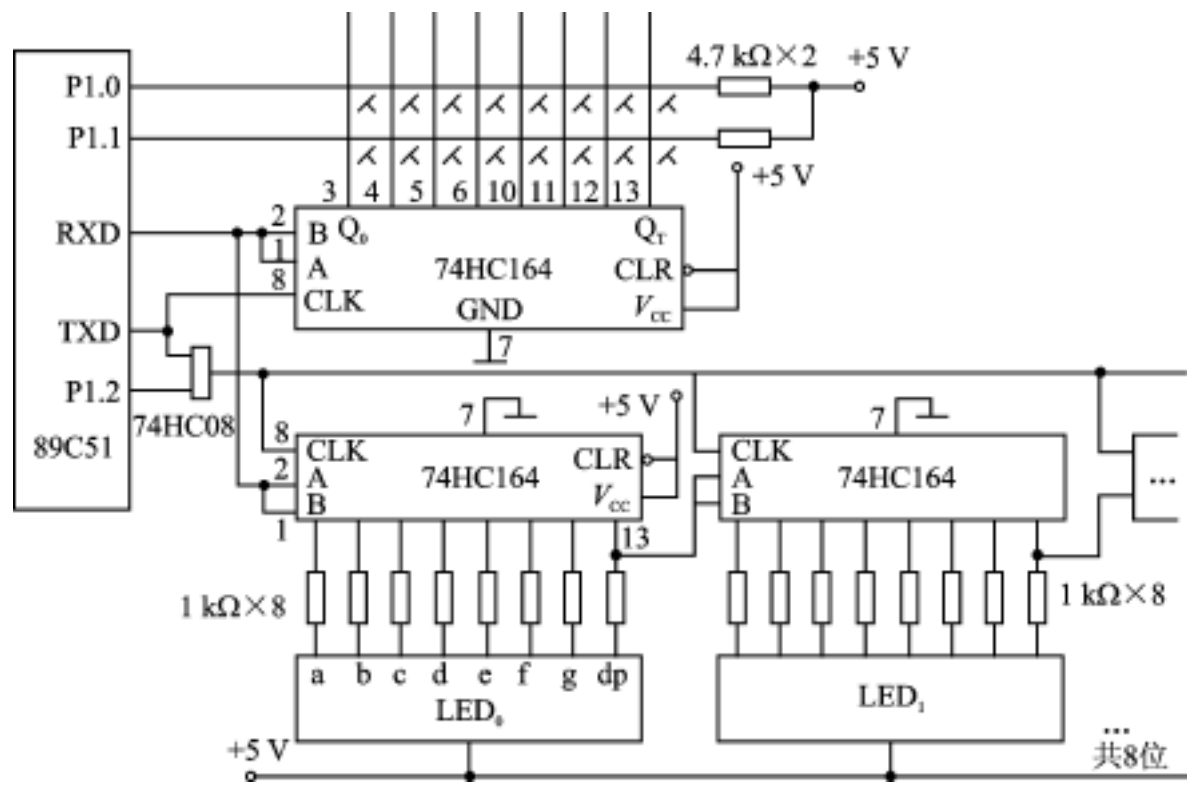 4.7 kΩ×2 +5 V
P1.0
P1.1
+5 V
3 4 5 6 10 11 12 13
RXD 2 B Q₀ Q_T
1 A 74HC164 CLR
8 CLK V_CC
GND
TXD 7
P1.2
74HC08
89C51
7 +5 V 7
8 CLK CLR CLK
2 A 74HC164 A 74HC164 ...
1 B V_CC B
13
1 kΩ×8 1 kΩ×8
a b c d e f g dp
LED₀ LED₁
+5 V ...
共8位